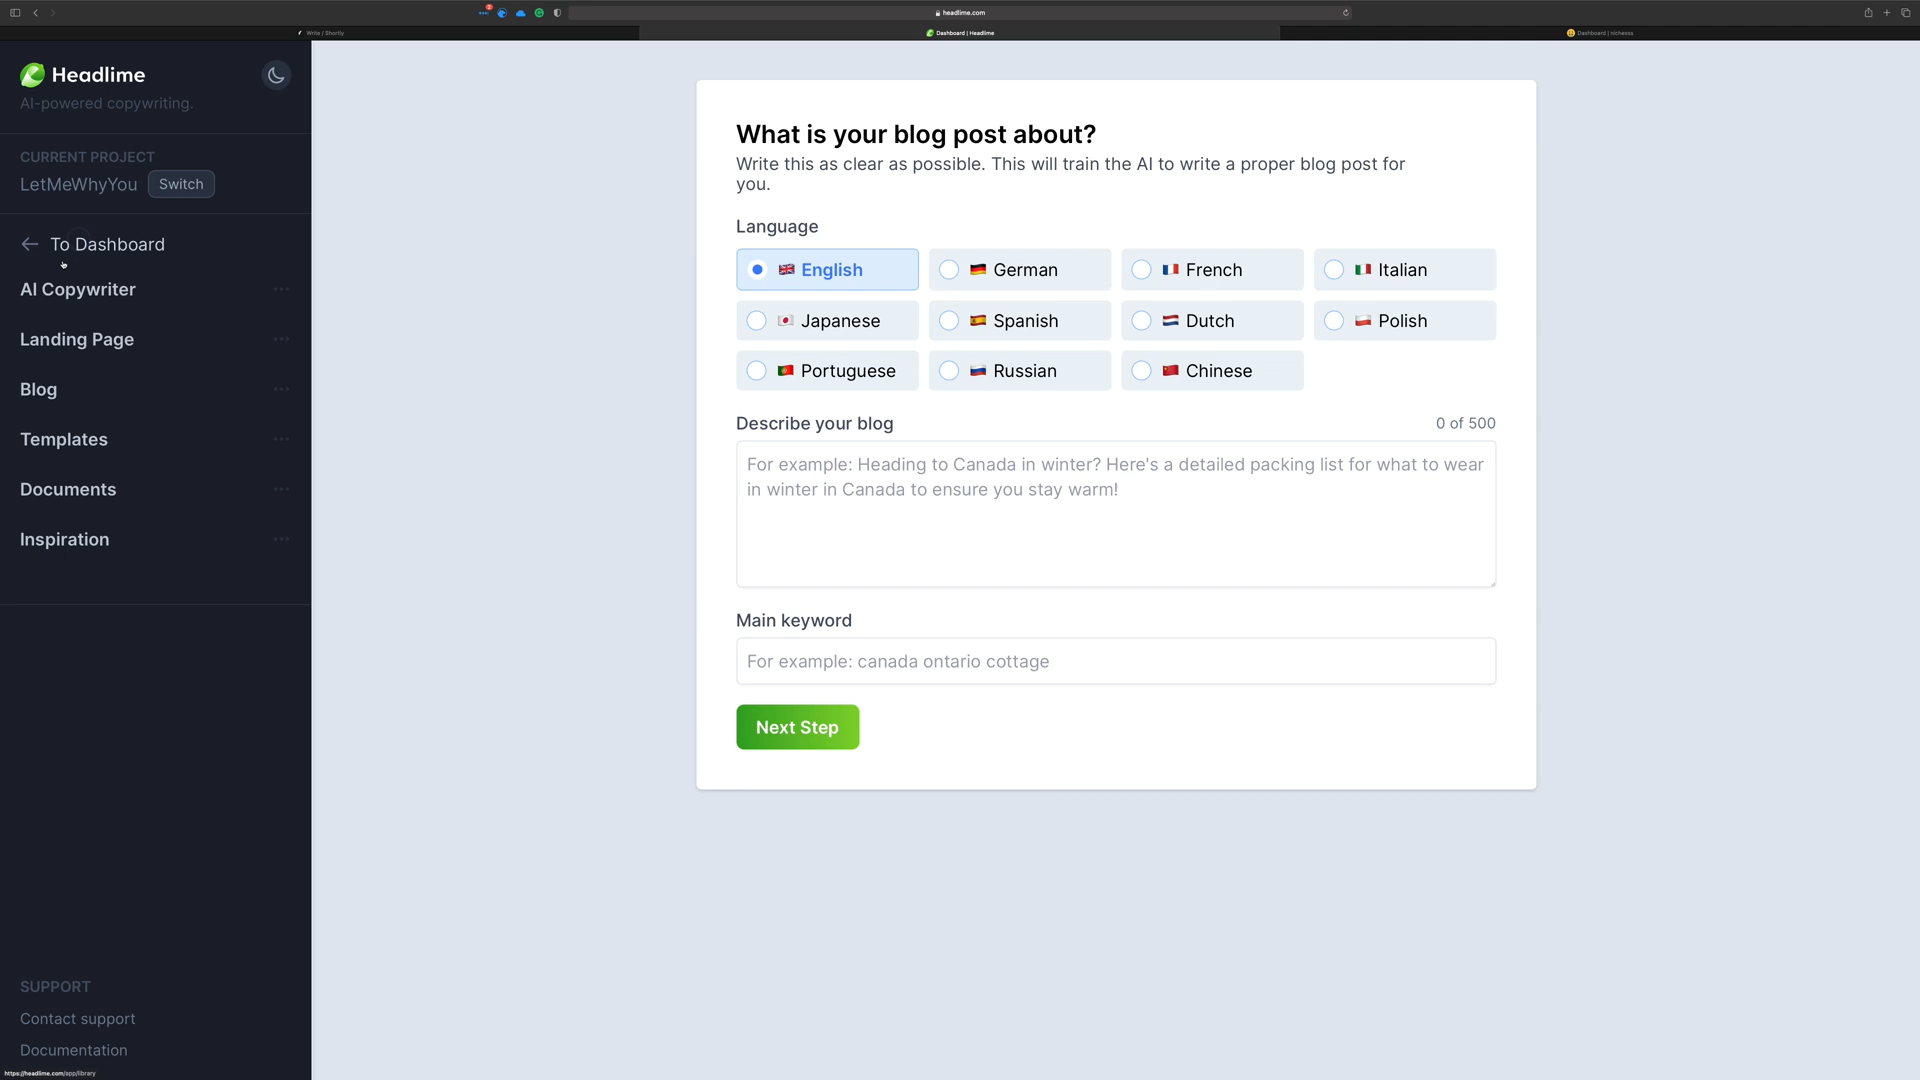 headlime.com
Write / Shortly
Dashboard | Headlime
Dashboard | nichesss
Headlime
AI-powered copywriting.
CURRENT PROJECT
LetMeWhyYou
Switch
To Dashboard
AI Copywriter
Landing Page
Blog
Templates
Documents
Inspiration
SUPPORT
Contact support
Documentation
https://headlime.com/app/library
What is your blog post about?
Write this as clear as possible. This will train the AI to write a proper blog post for
you.
Language
English
German
French
Italian
Japanese
Spanish
Dutch
Polish
Portuguese
Russian
Chinese
Describe your blog
0 of 500
For example: Heading to Canada in winter? Here's a detailed packing list for what to wear
in winter in Canada to ensure you stay warm!
Main keyword
For example: canada ontario cottage
Next Step